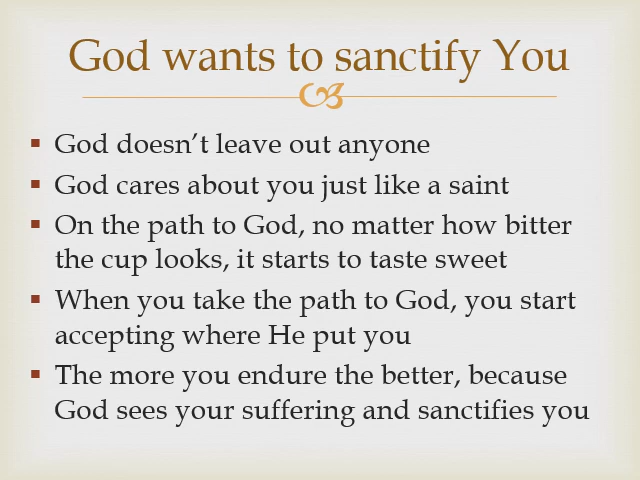 God wants to sanctify You
God doesn’t leave out anyone
God cares about you just like a saint
On the path to God, no matter how bitter
the cup looks, it starts to taste sweet
When you take the path to God, you start
accepting where He put you
The more you endure the better, because
God sees your suffering and sanctifies you